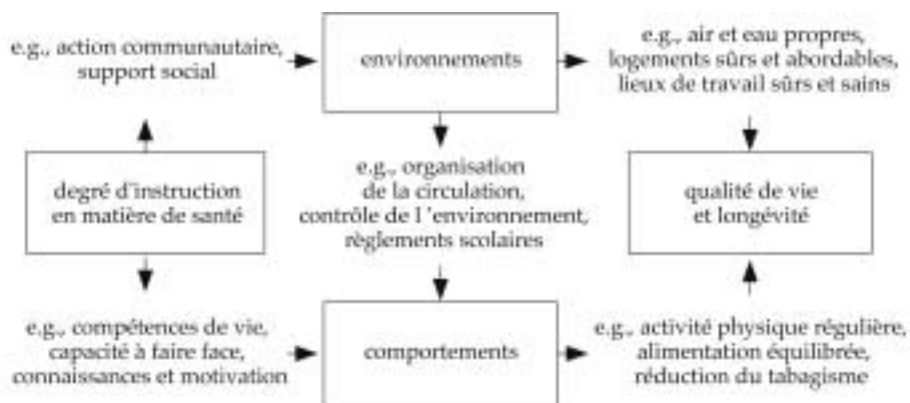 e.g., action communautaire,
support social
environnements
e.g., air et eau propres,
logements sûrs et abordables,
lieux de travail sûrs et sains
degré d'instruction
en matière de santé
e.g., organisation
de la circulation,
contrôle de l'environnement,
règlements scolaires
qualité de vie
et longévité
e.g., compétences de vie,
capacité à faire face,
connaissances et motivation
comportements
e.g., activité physique régulière,
alimentation équilibrée,
réduction du tabagisme